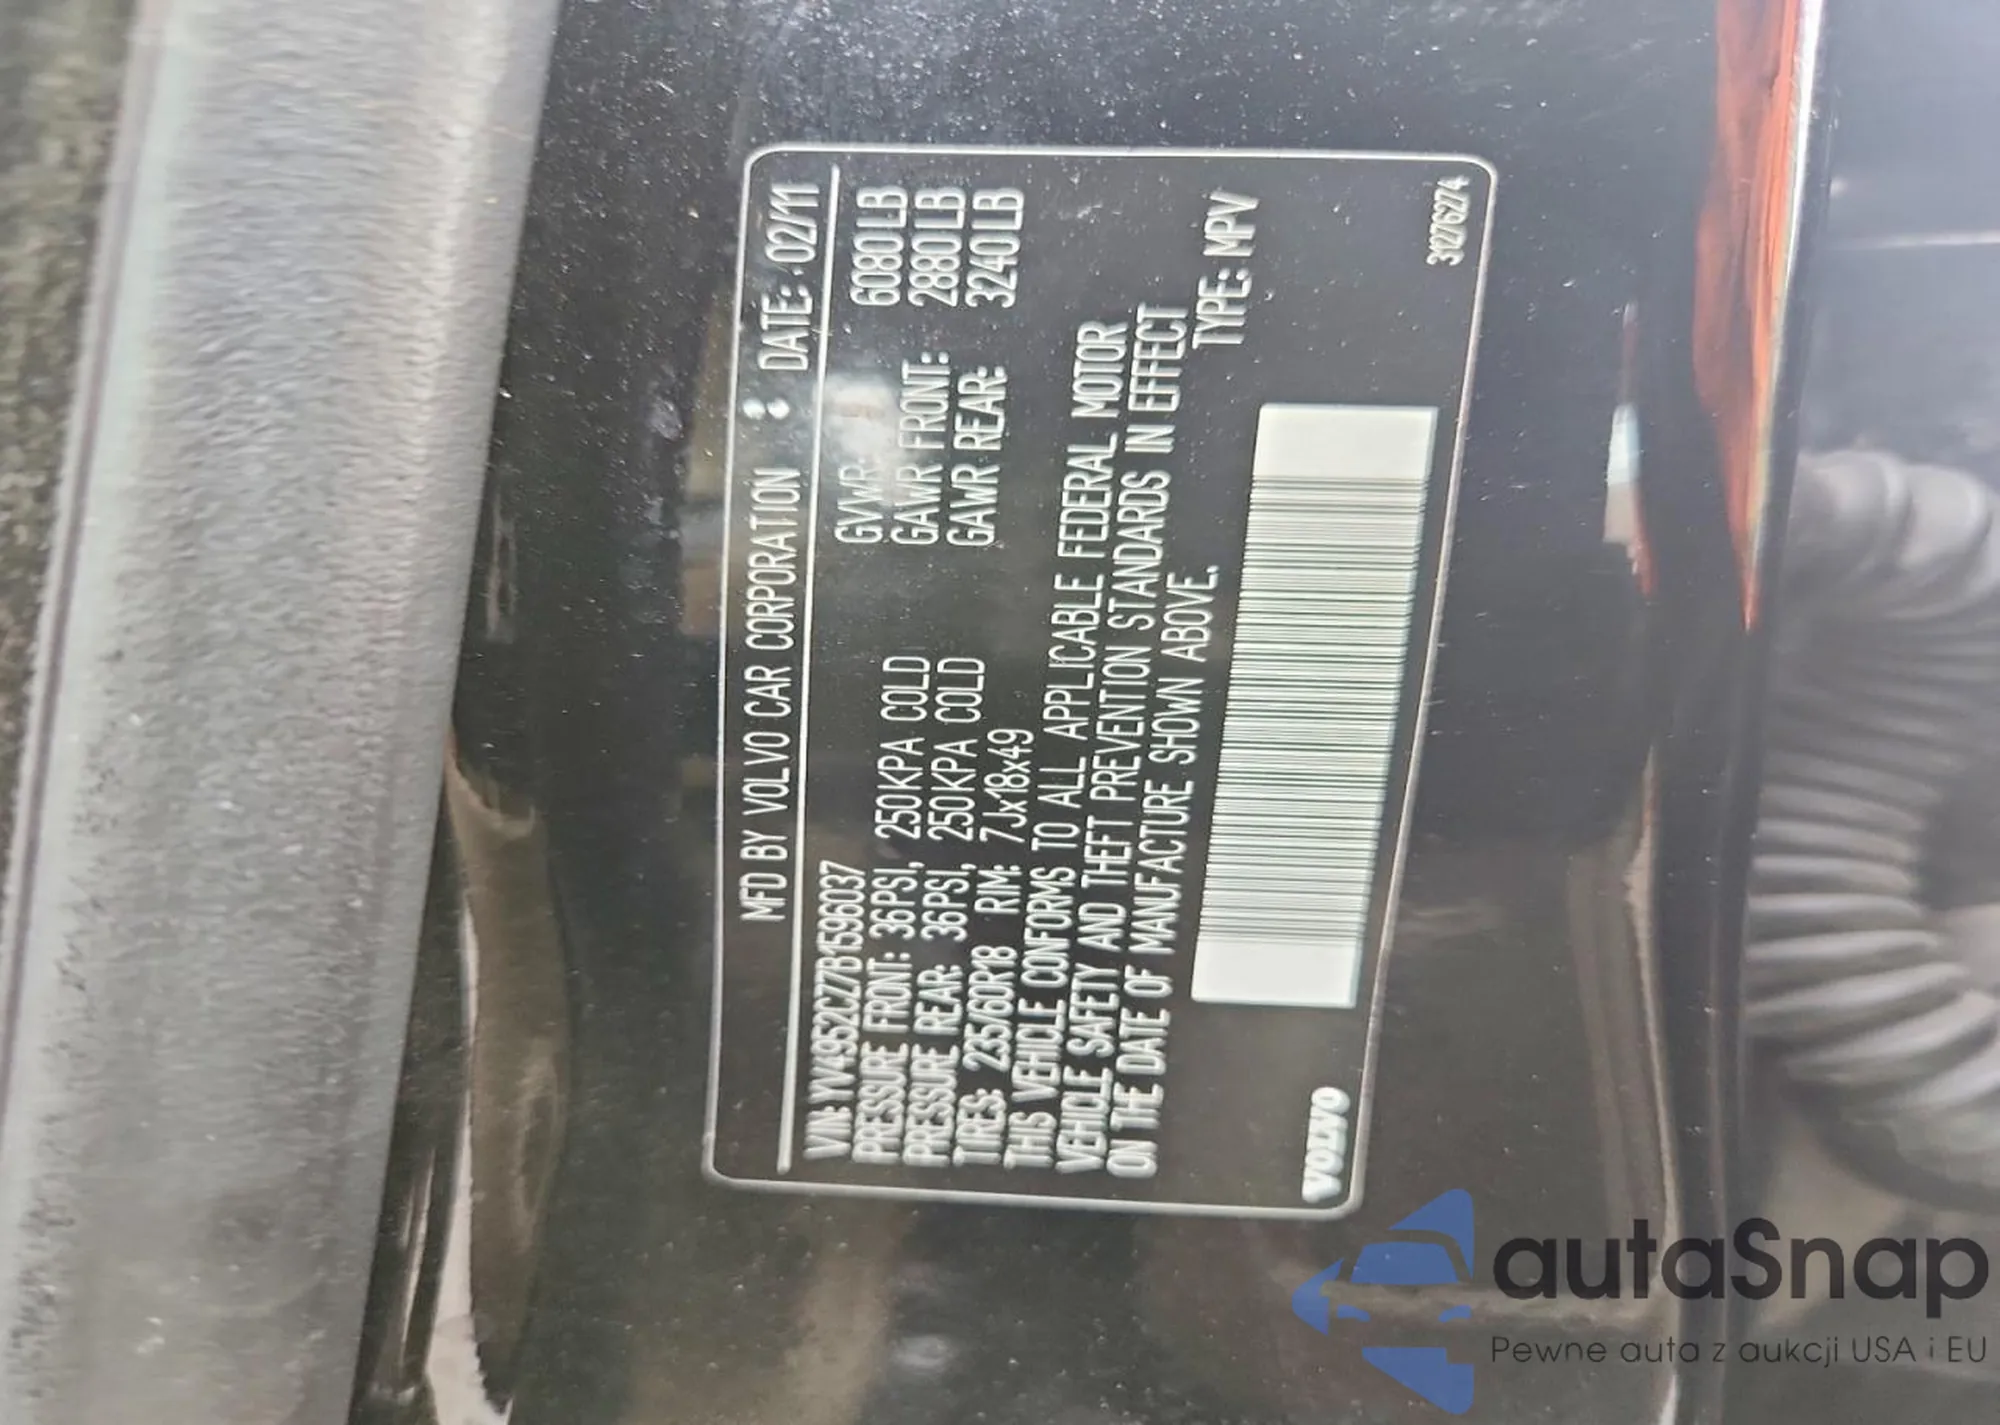 MFD BY VOLVO CAR CORPORATION DATE: 02/11
VIN: YV4952CZ7B1596037 GVWR: 6080LB
PRESSURE FRONT: 36PSI, 250KPA COLD GAWR FRONT: 2880LB
PRESSURE REAR: 36PSI, 250KPA COLD GAWR REAR: 3240LB
TIRES: 235/60R18 RIM: 7Jx18x49
THIS VEHICLE CONFORMS TO ALL APPLICABLE FEDERAL MOTOR
VEHICLE SAFETY AND THEFT PREVENTION STANDARDS IN EFFECT
ON THE DATE OF MANUFACTURE SHOWN ABOVE. TYPE: MPV
VOLVO
31276274
autaSnap
Pewne auta z aukcji USA i EU